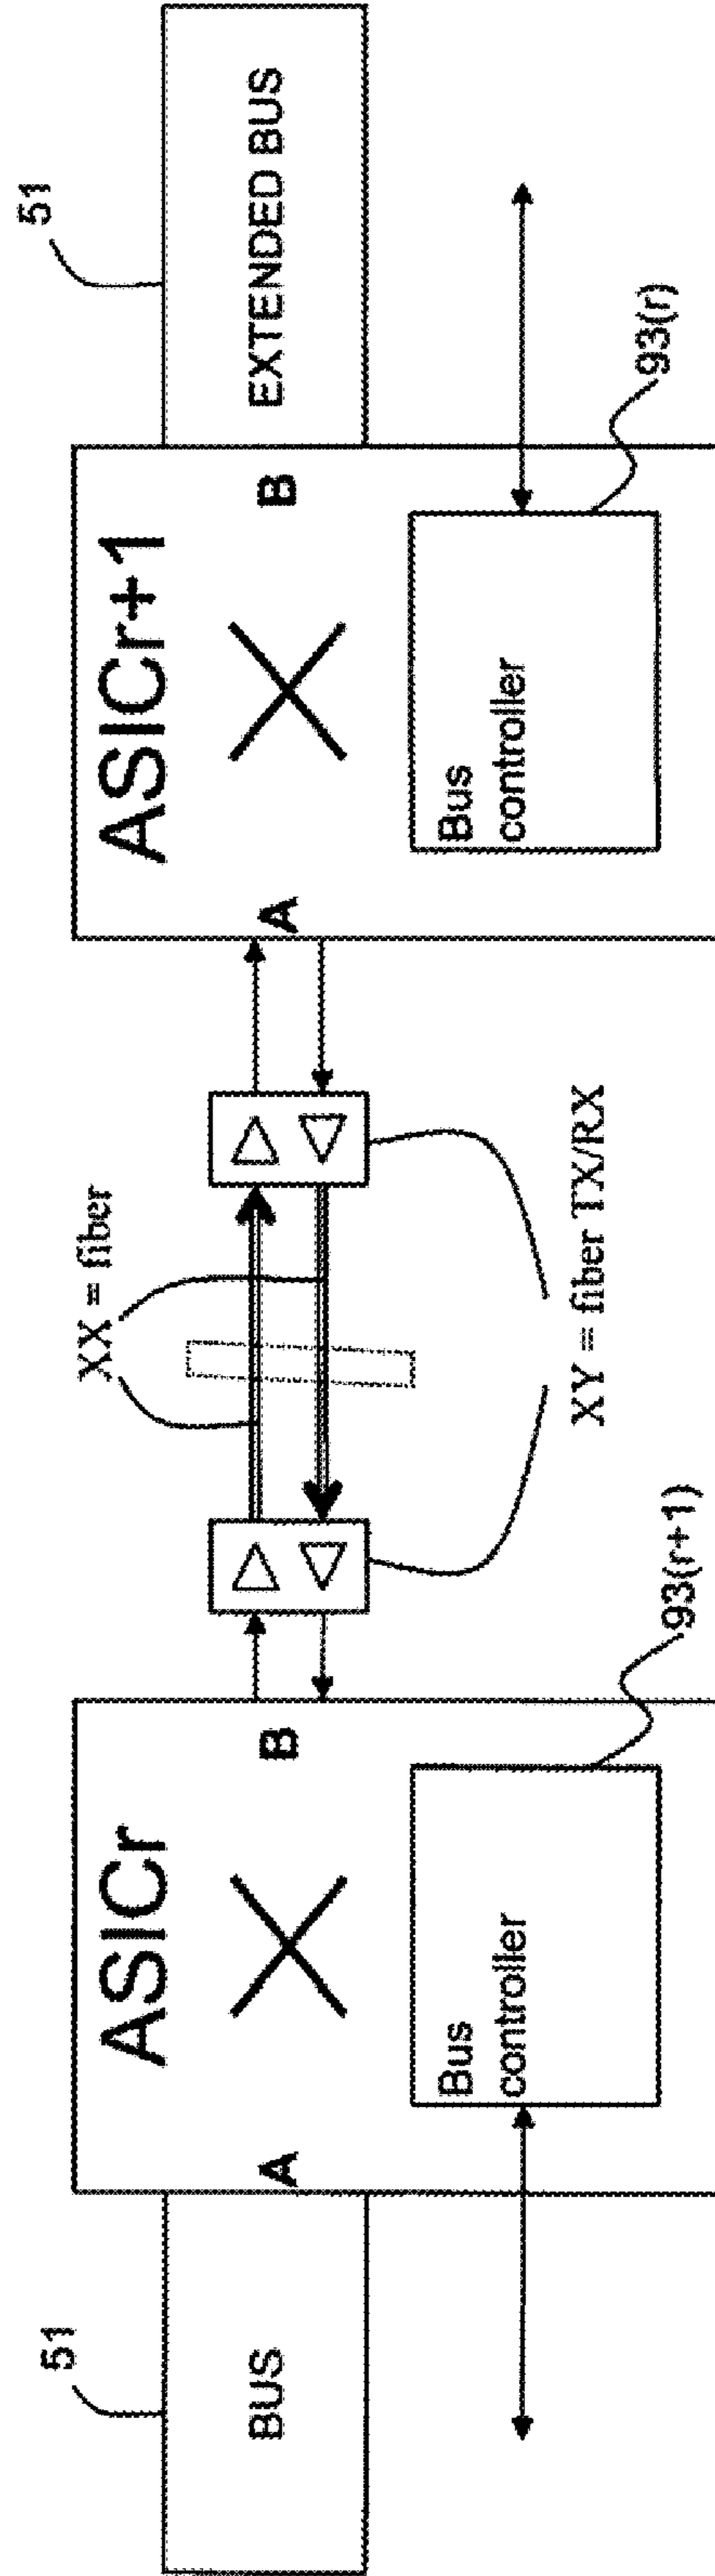 51
BUS
A
ASICr
B
Bus
controller
93(r+1)
XX = fiber
XY = fiber TX/RX
A
ASICr+1
B
Bus
controller
93(r)
51
EXTENDED BUS